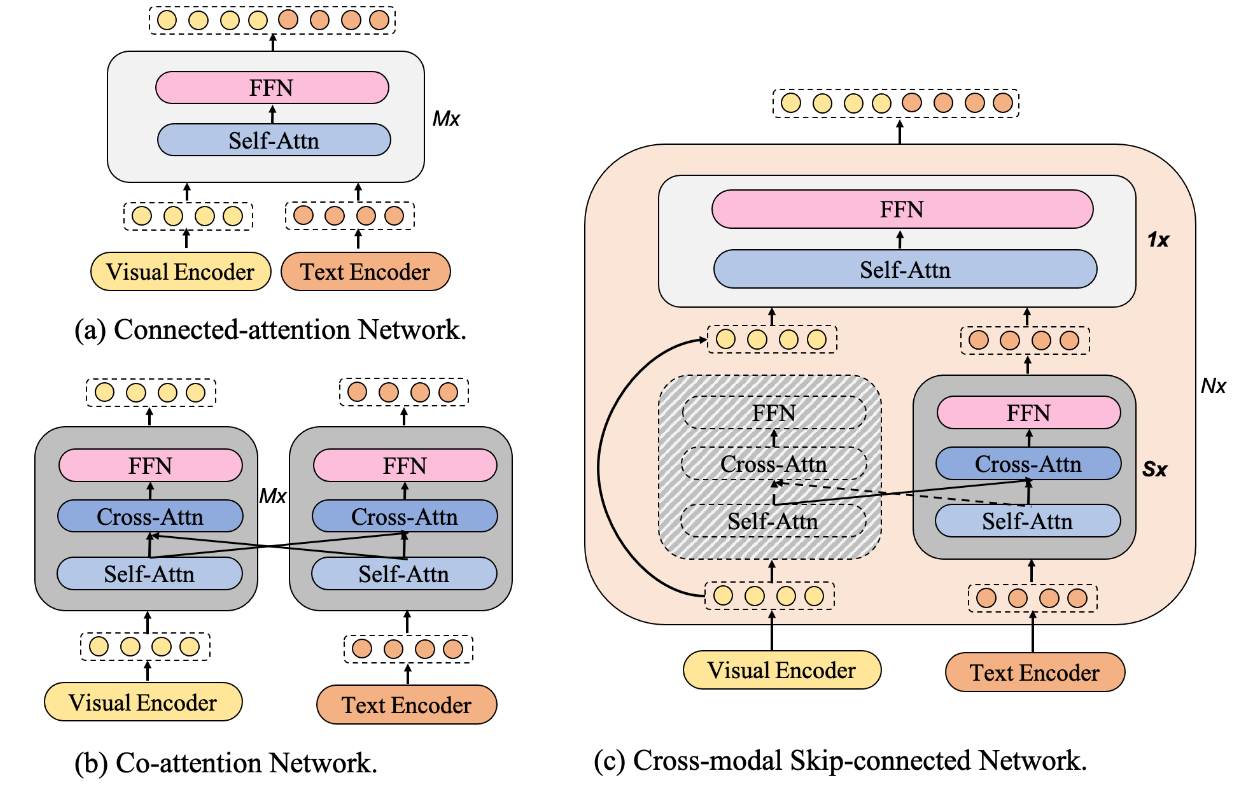 FFN
Self-Attn
Mx
Visual Encoder
Text Encoder
(a) Connected-attention Network.
FFN
FFN
Mx
Cross-Attn
Cross-Attn
Self-Attn
Self-Attn
Visual Encoder
Text Encoder
(b) Co-attention Network.
FFN
1x
Self-Attn
Nx
FFN
FFN
Cross-Attn
Cross-Attn
Sx
Self-Attn
Self-Attn
Visual Encoder
Text Encoder
(c) Cross-modal Skip-connected Network.